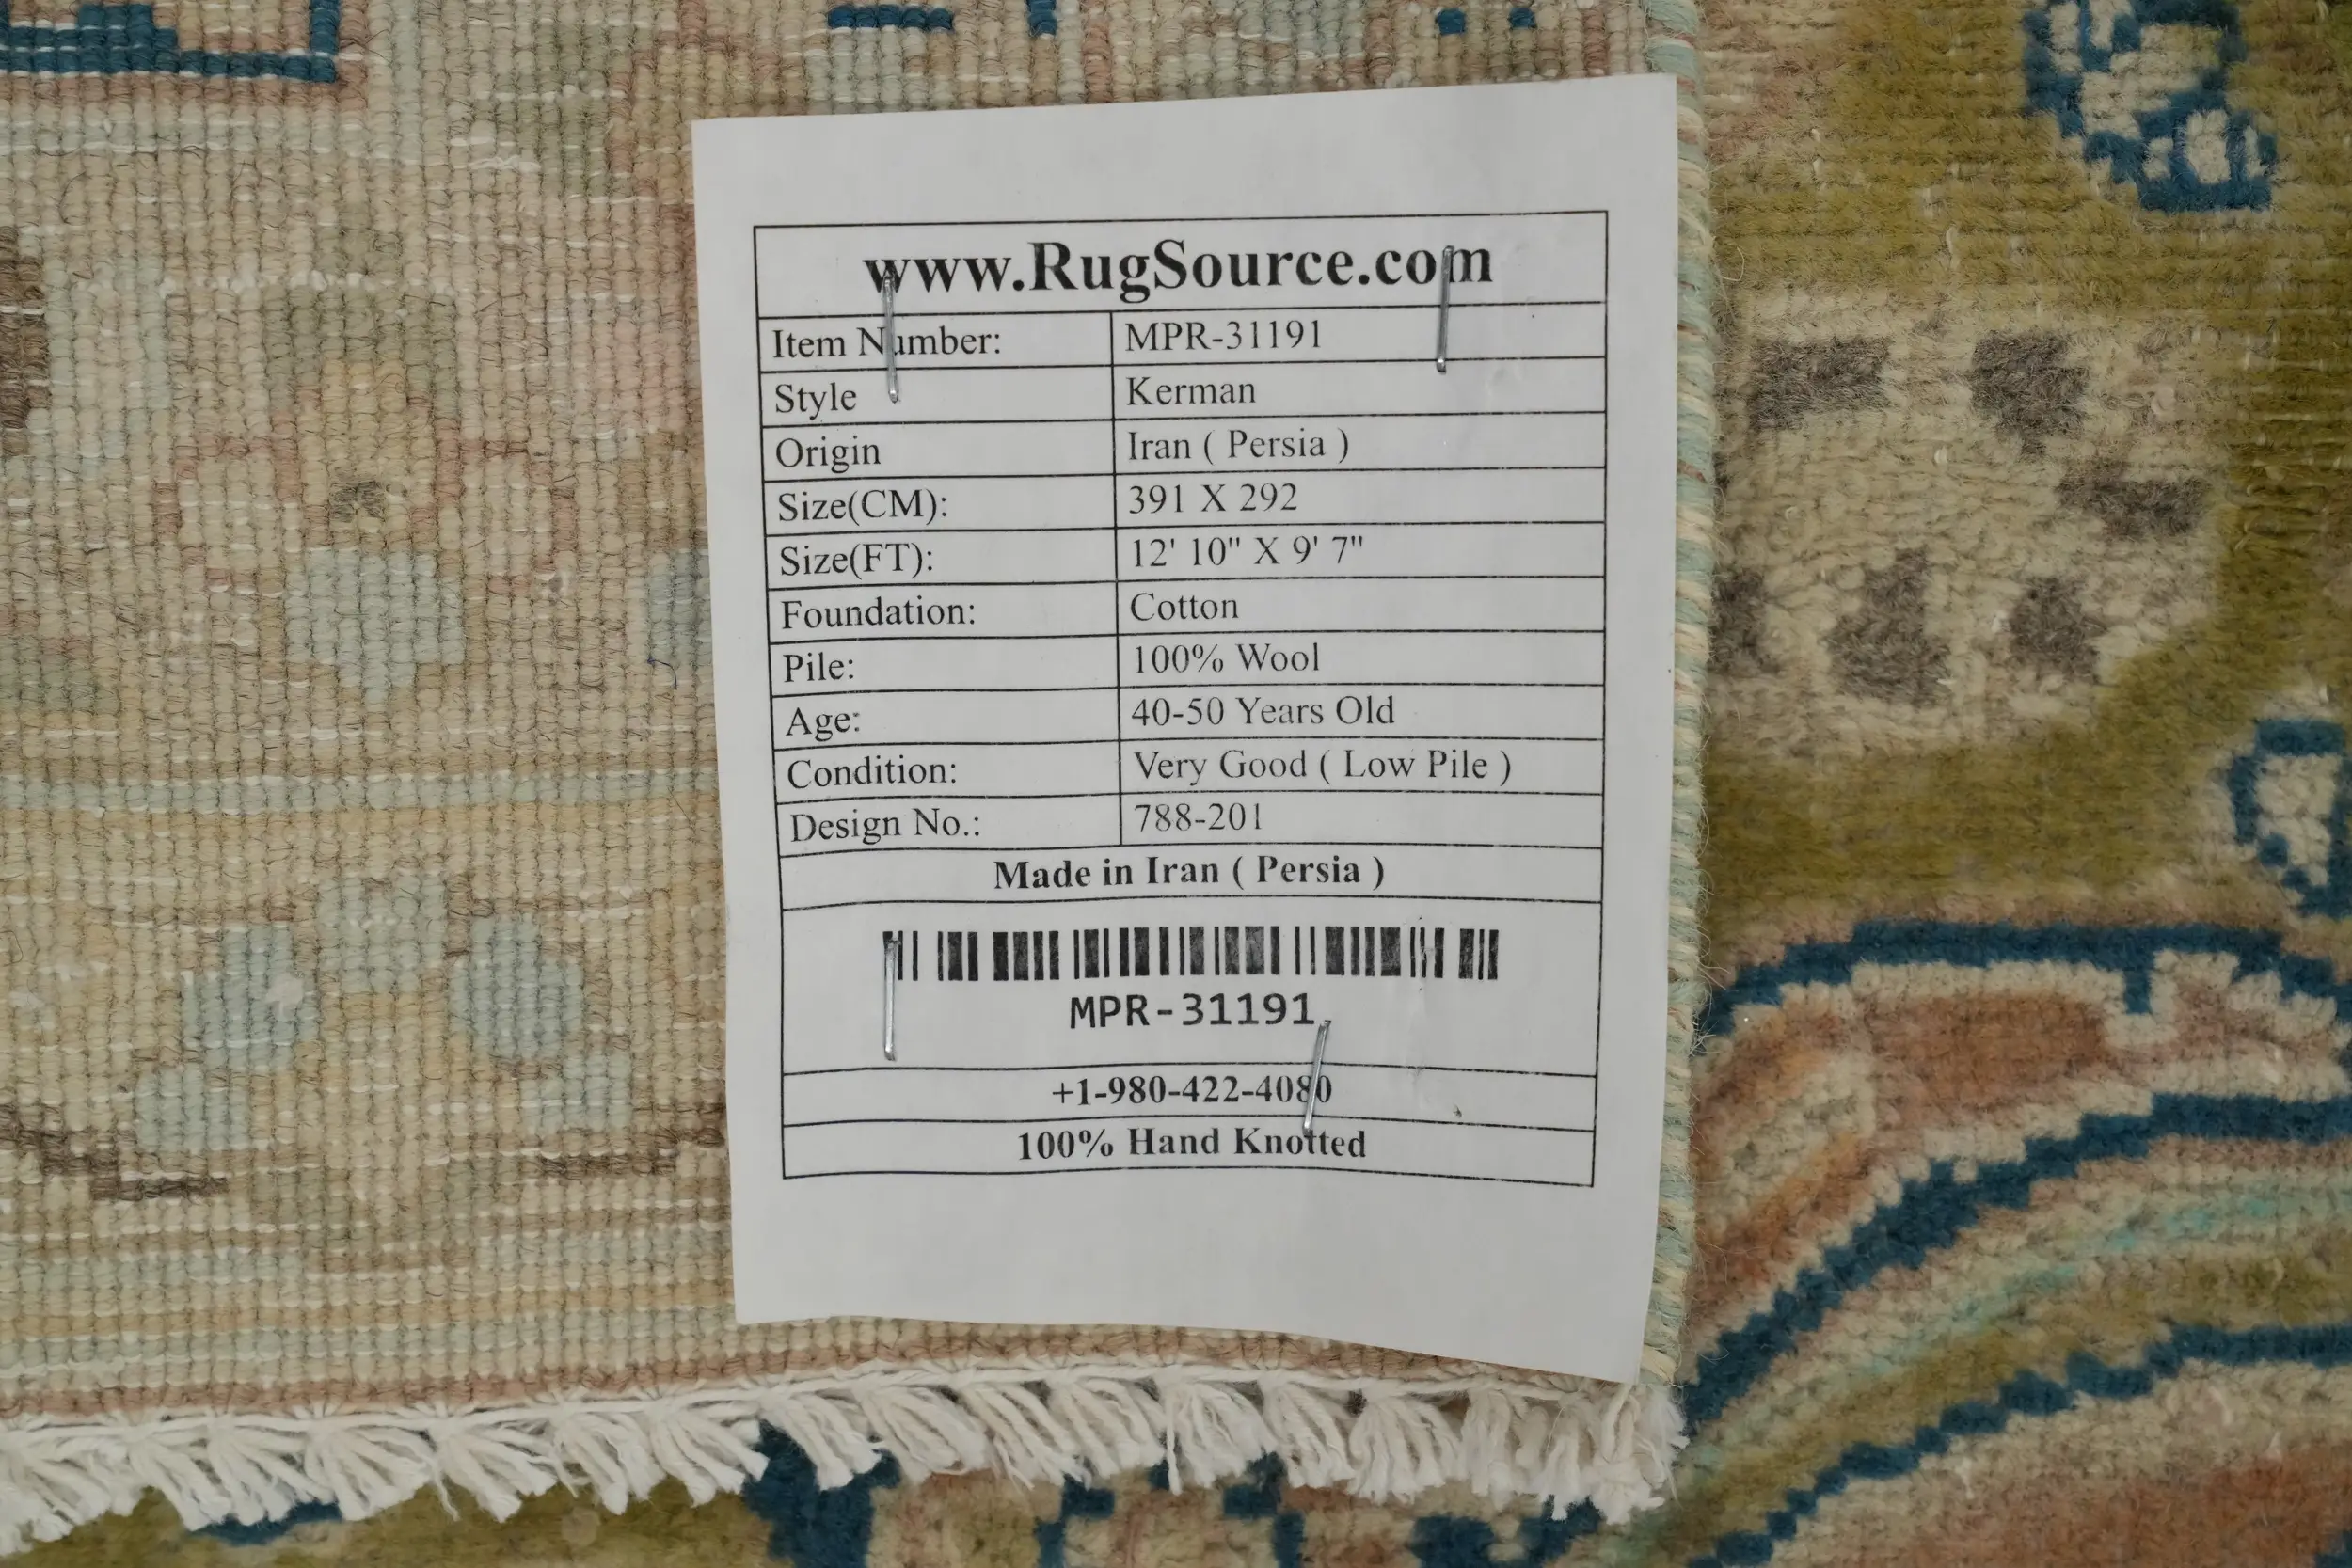 www.RugSource.com
Item Number: MPR-31191
Style Kerman
Origin Iran ( Persia )
Size(CM): 391 X 292
Size(FT): 12' 10" X 9' 7"
Foundation: Cotton
Pile: 100% Wool
Age: 40-50 Years Old
Condition: Very Good ( Low Pile )
Design No.: 788-201
Made in Iran ( Persia )
MPR-31191
+1-980-422-4080
100% Hand Knotted